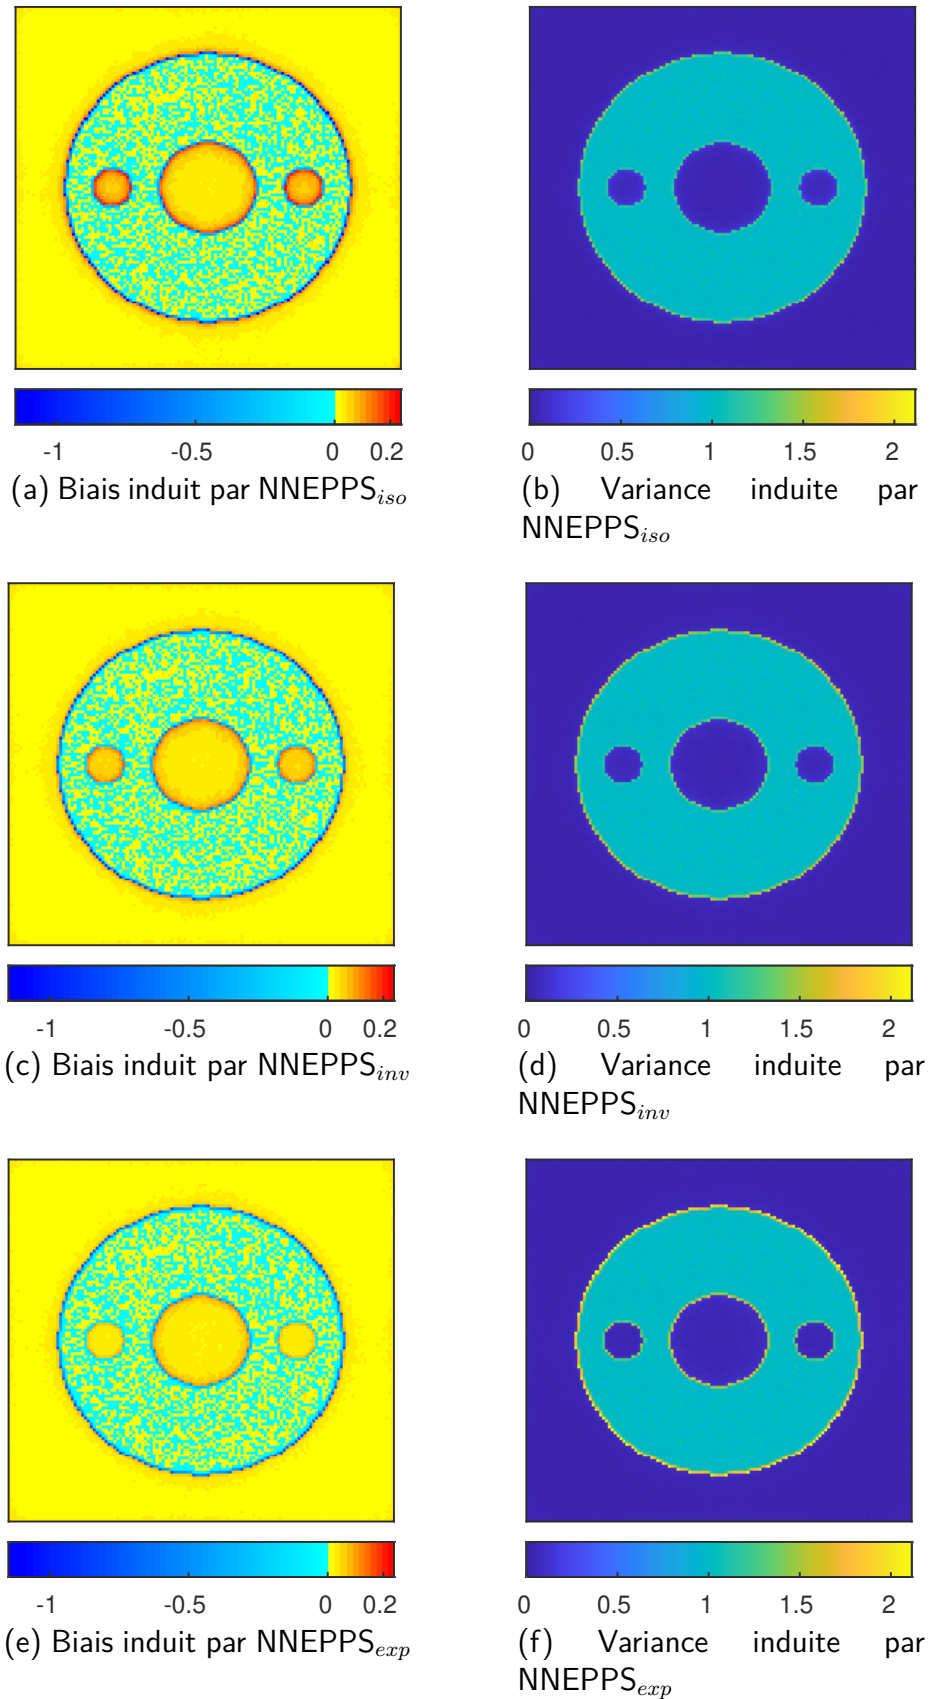 -1 -0.5 0 0.2
0 0.5 1 1.5 2
(a) Biais induit par NNEPPS_iso
(b) Variance induite par
NNEPPS_iso
-1 -0.5 0 0.2
0 0.5 1 1.5 2
(c) Biais induit par NNEPPS_inv
(d) Variance induite par
NNEPPS_inv
-1 -0.5 0 0.2
0 0.5 1 1.5 2
(e) Biais induit par NNEPPS_exp
(f) Variance induite par
NNEPPS_exp